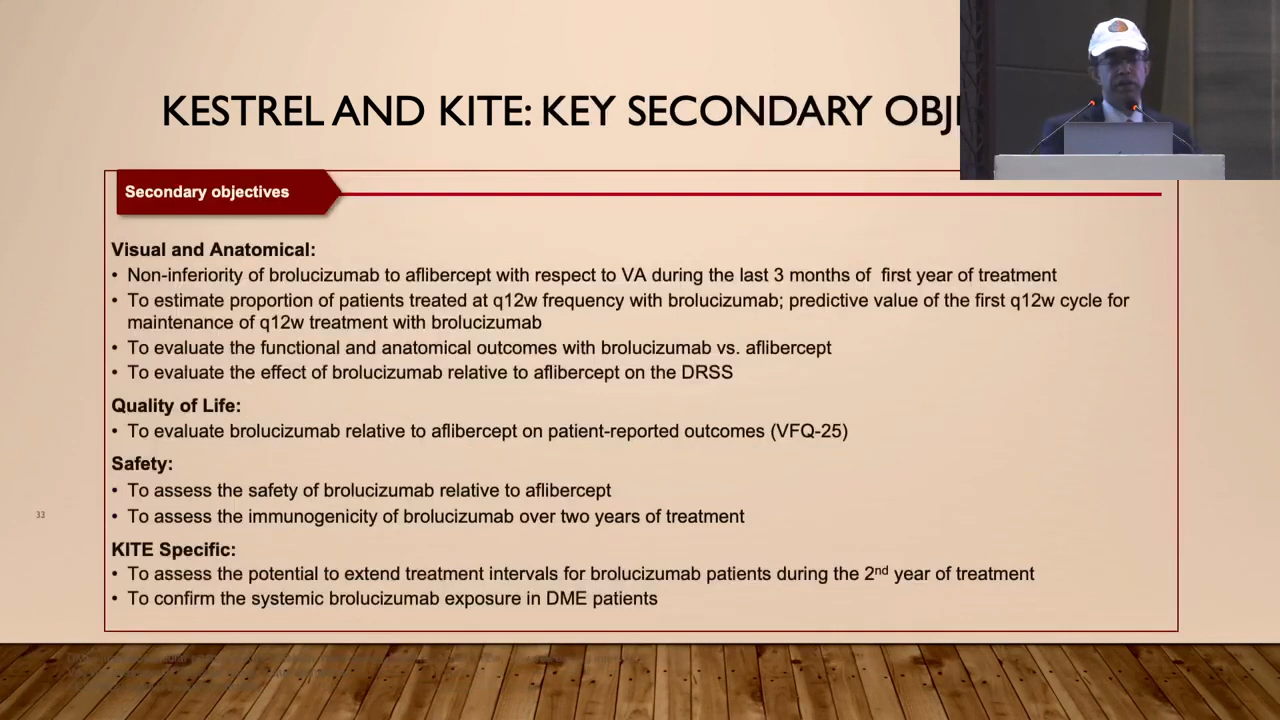 KESTREL AND KITE: KEY SECONDARY OBJ
Secondary objectives
Visual and Anatomical:
• Non-inferiority of brolucizumab to aflibercept with respect to VA during the last 3 months of first year of treatment
• To estimate proportion of patients treated at q12w frequency with brolucizumab; predictive value of the first q12w cycle for
maintenance of q12w treatment with brolucizumab
• To evaluate the functional and anatomical outcomes with brolucizumab vs. aflibercept
• To evaluate the effect of brolucizumab relative to aflibercept on the DRSS
Quality of Life:
• To evaluate brolucizumab relative to aflibercept on patient-reported outcomes (VFQ-25)
Safety:
• To assess the safety of brolucizumab relative to aflibercept
• To assess the immunogenicity of brolucizumab over two years of treatment
33
KITE Specific:
• To assess the potential to extend treatment intervals for brolucizumab patients during the 2nd year of treatment
• To confirm the systemic brolucizumab exposure in DME patients